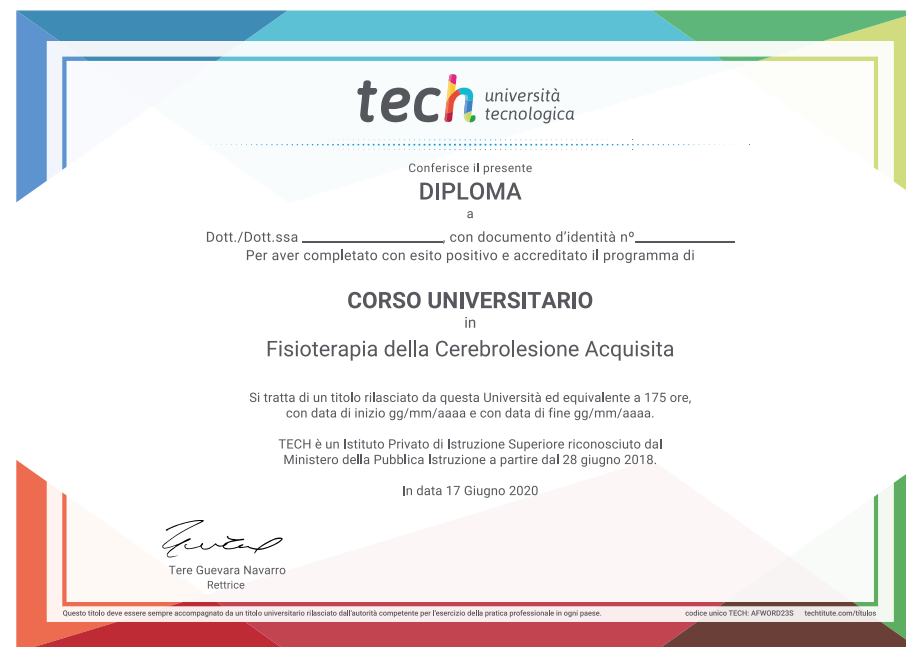 tech università
tecnologica
Conferisce il presente
DIPLOMA
a
Dott./Dott.ssa ____________, con documento d'identità nº____________
Per aver completato con esito positivo e accreditato il programma di
CORSO UNIVERSITARIO
in
Fisioterapia della Cerebrolesione Acquisita
Si tratta di un titolo rilasciato da questa Università ed equivalente a 175 ore,
con data di inizio gg/mm/aaaa e con data di fine gg/mm/aaaa.
TECH è un Istituto Privato di Istruzione Superiore riconosciuto dal
Ministero della Pubblica Istruzione a partire dal 28 giugno 2018.
In data 17 Giugno 2020
Tere Guevara Navarro
Rettrice
Questo titolo deve essere sempre accompagnato da un titolo universitario rilasciato dall'autorità competente per l'esercizio della pratica professionale in ogni paese. codice unico TECH: AFWORD23S techtitute.com/títulos